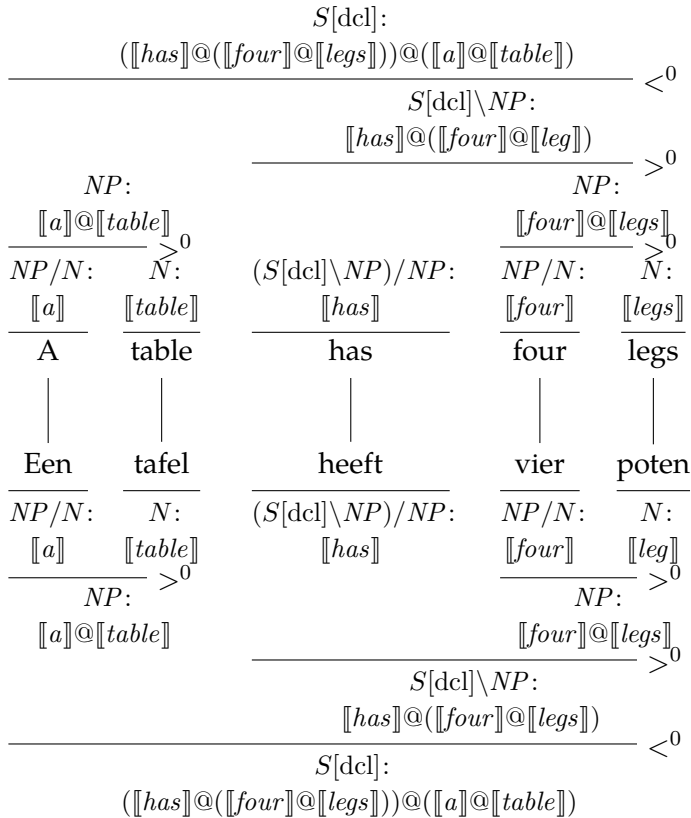 S[dcl]:
(⟦has⟧@(⟦four⟧@⟦legs⟧))@(⟦a⟧@⟦table⟧)
<⁰
S[dcl]\NP:
⟦has⟧@(⟦four⟧@⟦leg⟧)
>⁰
NP: NP:
⟦a⟧@⟦table⟧ ⟦four⟧@⟦legs⟧
>⁰ >⁰
NP/N: N: (S[dcl]\NP)/NP: NP/N: N:
⟦a⟧ ⟦table⟧ ⟦has⟧ ⟦four⟧ ⟦legs⟧
A table has four legs
Een tafel heeft vier poten
NP/N: N: (S[dcl]\NP)/NP: NP/N: N:
⟦a⟧ ⟦table⟧ ⟦has⟧ ⟦four⟧ ⟦leg⟧
>⁰ >⁰
NP: NP:
⟦a⟧@⟦table⟧ ⟦four⟧@⟦legs⟧
>⁰
S[dcl]\NP:
⟦has⟧@(⟦four⟧@⟦legs⟧)
<⁰
S[dcl]:
(⟦has⟧@(⟦four⟧@⟦legs⟧))@(⟦a⟧@⟦table⟧)